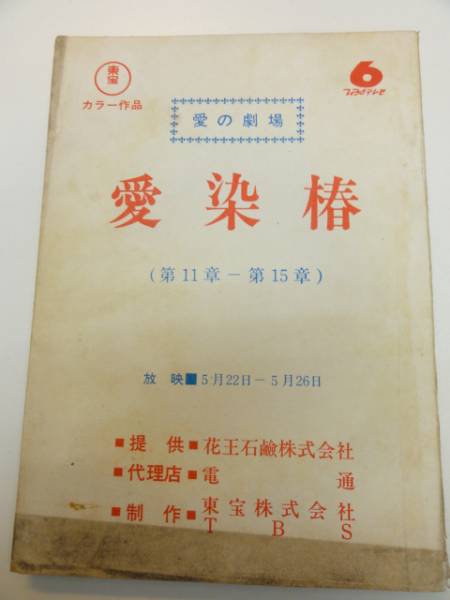 東宝
カラー作品
6
TBSテレビ
愛の劇場
愛染椿
(第11章－第15章)
放映■5月22日－5月26日
■提供■花王石鹸株式会社
■代理店■電通
■制作■東宝株式会社
TBS